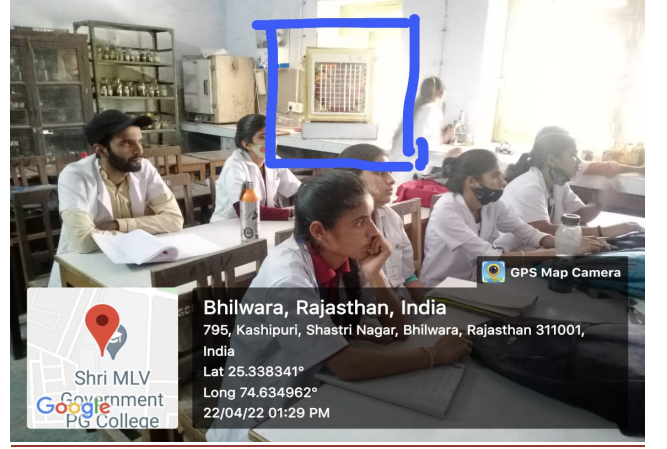 GPS Map Camera
Bhilwara, Rajasthan, India
795, Kashipuri, Shastri Nagar, Bhilwara, Rajasthan 311001,
India
Lat 25.338341°
Long 74.634962°
22/04/22 01:29 PM
Shri MLV
Government
PG College
Google